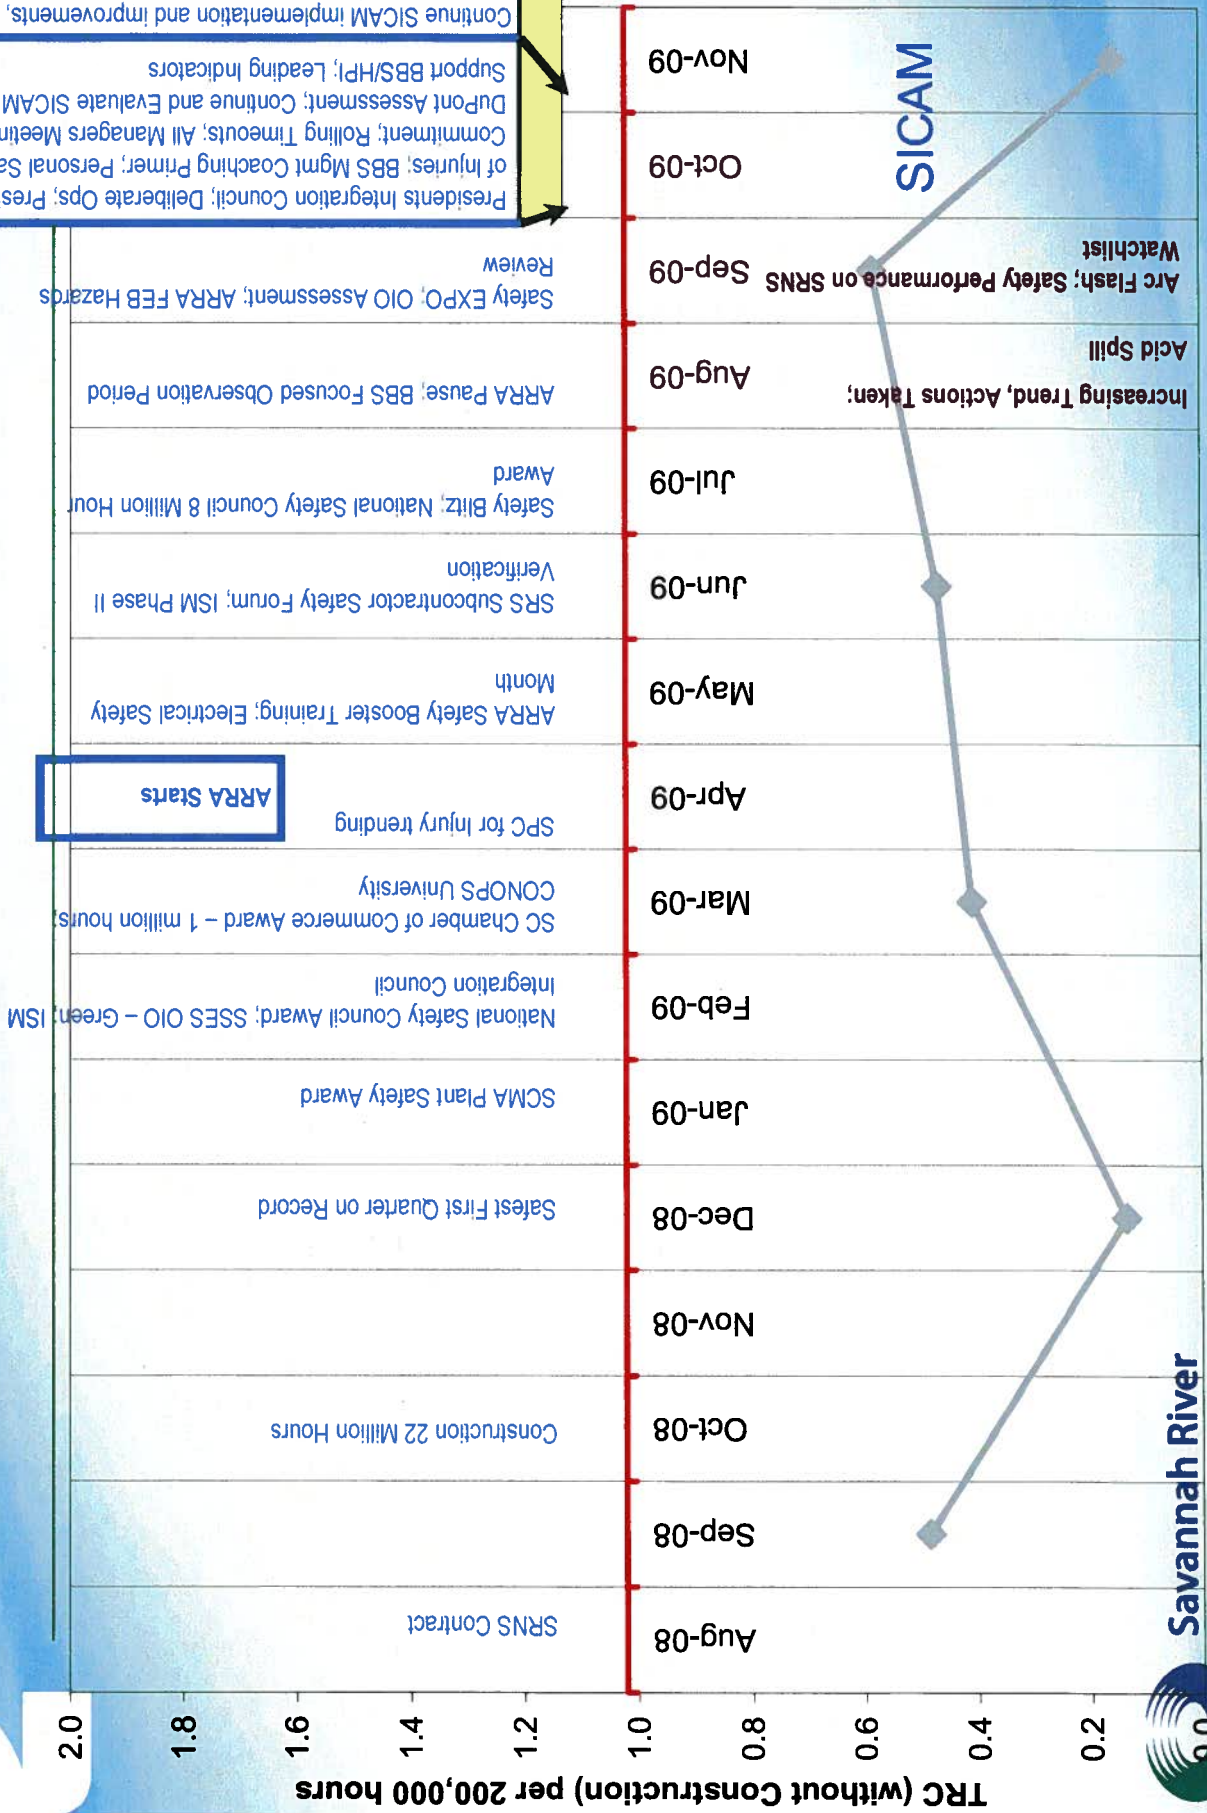 TRC (without Construction) per 200,000 hours
2.0
1.8
1.6
1.4
1.2
1.0
0.8
0.6
0.4
0.2
0.0
Savannah River
Aug-08
SRNS Contract
Sep-08
Oct-08
Construction 22 Million Hours
Nov-08
Dec-08
Safest First Quarter on Record
Jan-09
SCMA Plant Safety Award
Feb-09
National Safety Council Award; SSES OIO – Green; ISM
Integration Council
Mar-09
SC Chamber of Commerce Award – 1 million hours;
CONOPS University
Apr-09
SPC for Injury trending
ARRA Starts
May-09
ARRA Safety Booster Training; Electrical Safety
Month
Jun-09
SRS Subcontractor Safety Forum; ISM Phase II
Verification
Jul-09
Safety Blitz; National Safety Council 8 Million Hour
Award
Aug-09
ARRA Pause; BBS Focused Observation Period
Increasing Trend, Actions Taken;
Acid Spill
Sep-09
Safety EXPO; OIO Assessment; ARRA FEB Hazards
Review
Arc Flash; Safety Performance on SRNS
Watchlist
Oct-09
SICAM
Nov-09
Presidents Integration Council; Deliberate Ops;
of Injuries; BBS Mgmt Coaching Primer; Personal
Commitment; Rolling Timeouts; All Managers
DuPont Assessment; Continue and Evaluate SICAM
Support BBS/HPI; Leading Indicators
Continue SICAM implementation and improvements,